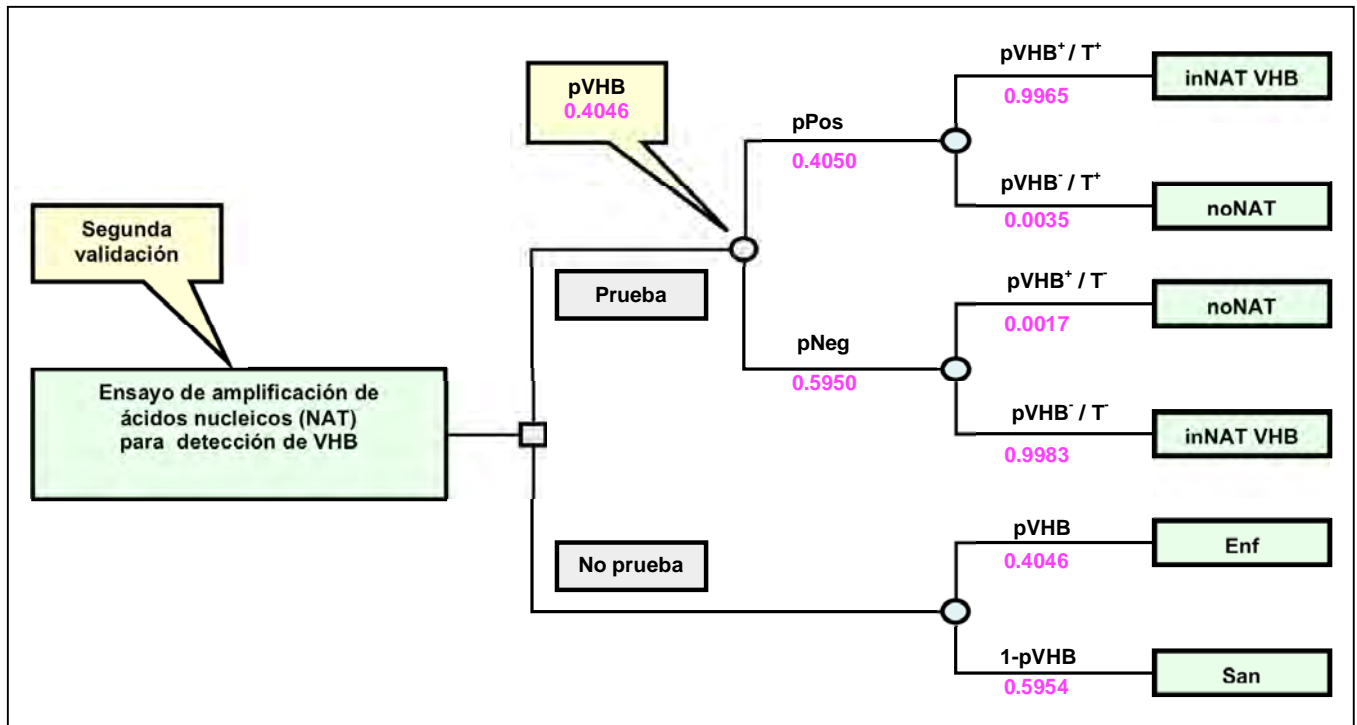 pVHB⁺ / T⁺
0.9965
inNAT VHB
pVHB
0.4046
pPos
0.4050
pVHB⁻ / T⁺
0.0035
noNAT
Segunda
validación
Prueba
pVHB⁺ / T⁻
0.0017
noNAT
pNeg
0.5950
Ensayo de amplificación de
ácidos nucleicos (NAT)
para detección de VHB
pVHB⁻ / T⁻
0.9983
inNAT VHB
No prueba
pVHB
0.4046
Enf
1-pVHB
0.5954
San